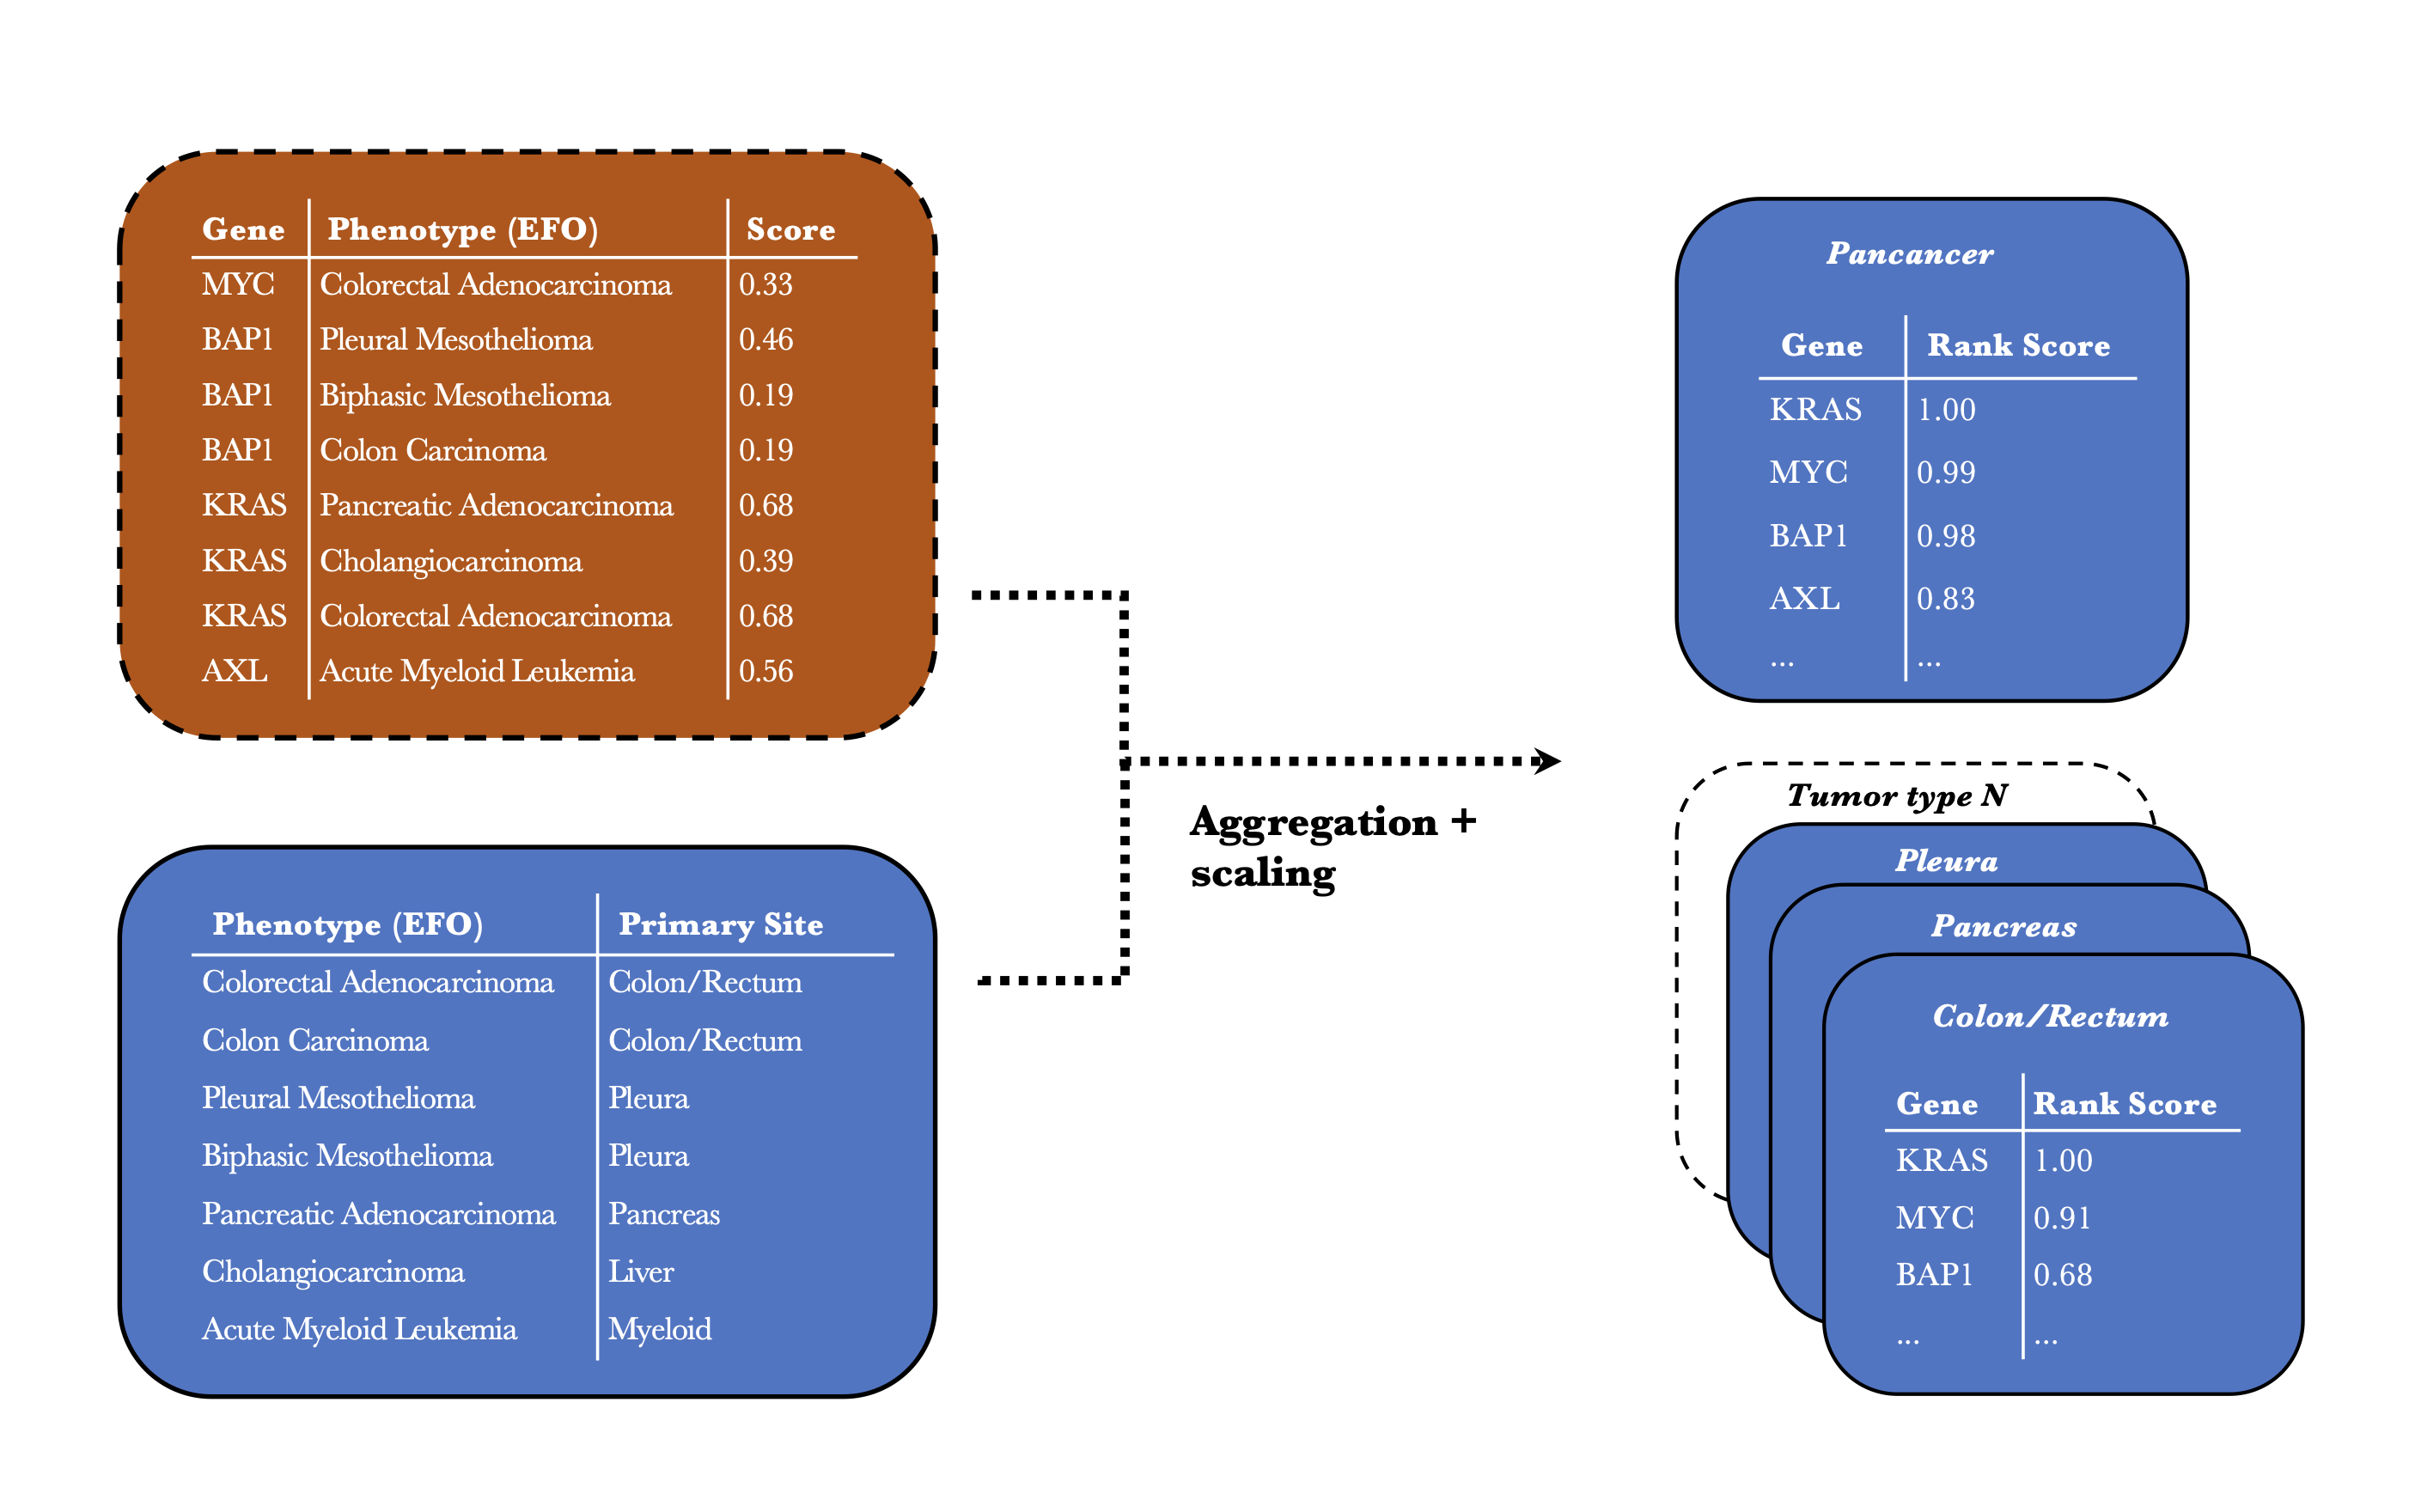 Gene Phenotype (EFO) Score
MYC Colorectal Adenocarcinoma 0.33
BAP1 Pleural Mesothelioma 0.46
BAP1 Biphasic Mesothelioma 0.19
BAP1 Colon Carcinoma 0.19
KRAS Pancreatic Adenocarcinoma 0.68
KRAS Cholangiocarcinoma 0.39
KRAS Colorectal Adenocarcinoma 0.68
AXL Acute Myeloid Leukemia 0.56
Phenotype (EFO) Primary Site
Colorectal Adenocarcinoma Colon/Rectum
Colon Carcinoma Colon/Rectum
Pleural Mesothelioma Pleura
Biphasic Mesothelioma Pleura
Pancreatic Adenocarcinoma Pancreas
Cholangiocarcinoma Liver
Acute Myeloid Leukemia Myeloid
Aggregation +
scaling
Pancancer
Gene Rank Score
KRAS 1.00
MYC 0.99
BAP1 0.98
AXL 0.83
... ...
Tumor type N
Pleura
Pancreas
Colon/Rectum
Gene Rank Score
KRAS 1.00
MYC 0.91
BAP1 0.68
... ...